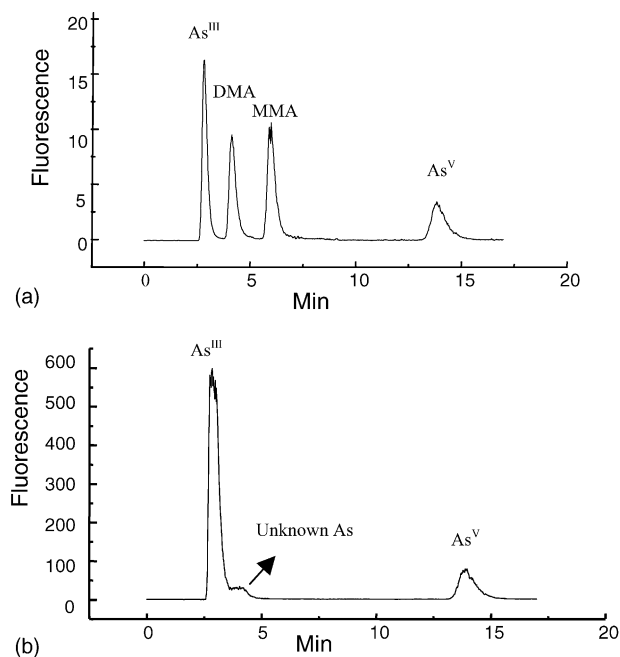 20
As^III
DMA
MMA
15
10
As^V
5
0
Fluorescence
0 5 10 15 20
Min
(a)
As^III
600
500
400
300
Unknown As
As^V
200
100
0
Fluorescence
0 5 10 15 20
Min
(b)